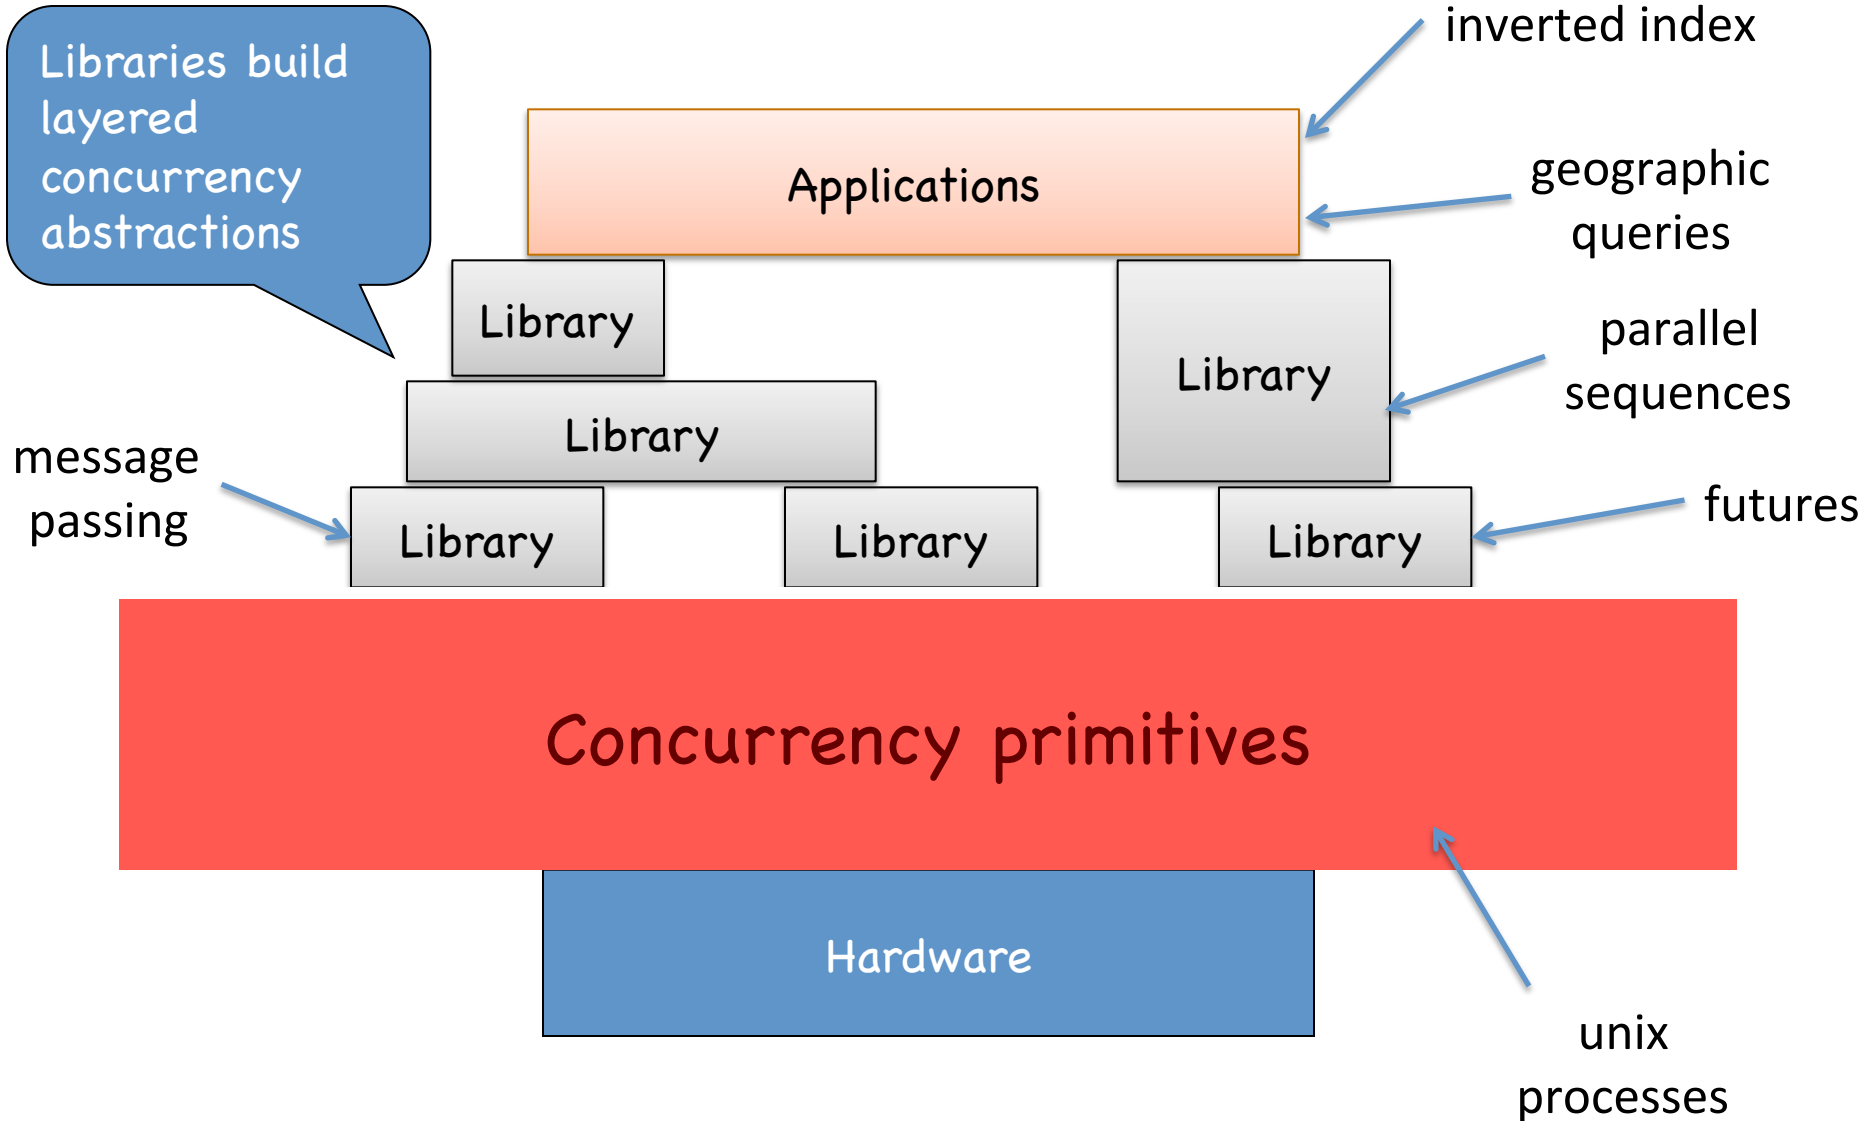 Libraries build
layered
concurrency
abstractions
inverted index
Applications
geographic
queries
Library
Library
parallel
sequences
Library
message
passing
Library
Library
Library
futures
Concurrency primitives
Hardware
unix
processes